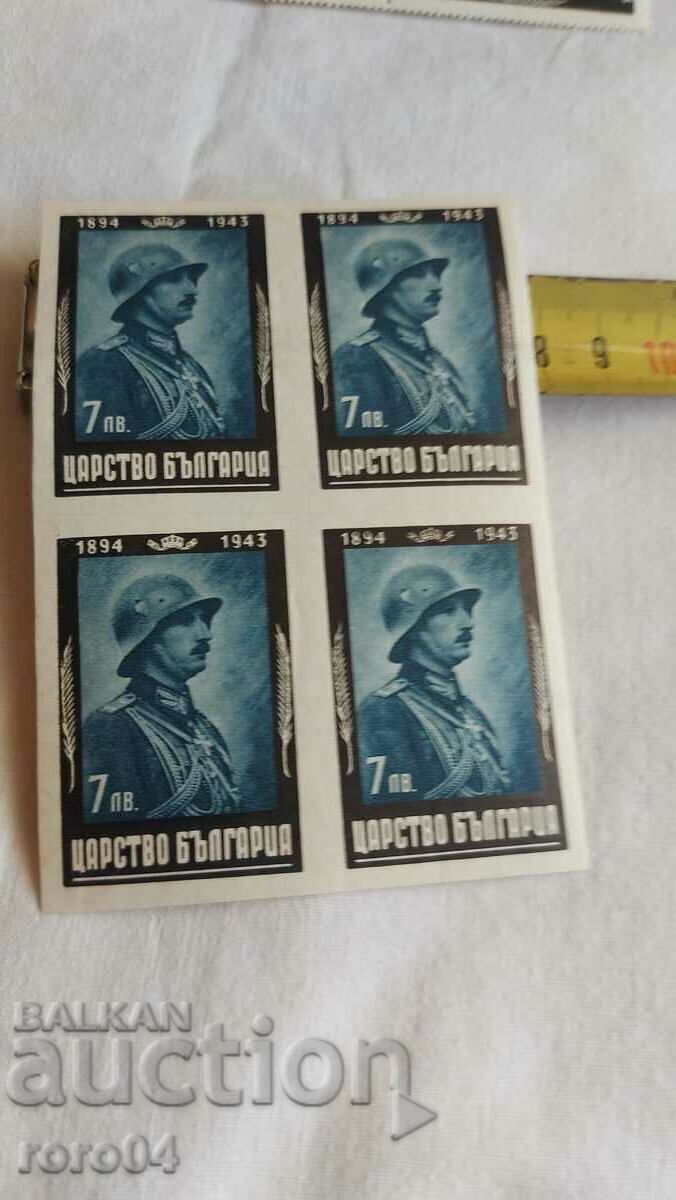 1894 1943
7 ЛВ.
ЦАРСТВО БЪЛГАРИЯ
1894 1943
7 ЛВ.
ЦАРСТВО БЪЛГАРИЯ
8 9 10
1894 1943
7 ЛВ.
ЦАРСТВО БЪЛГАРИЯ
1894 1943
7 ЛВ.
ЦАРСТВО БЪЛГАРИЯ
BALKAN
auction
roro04